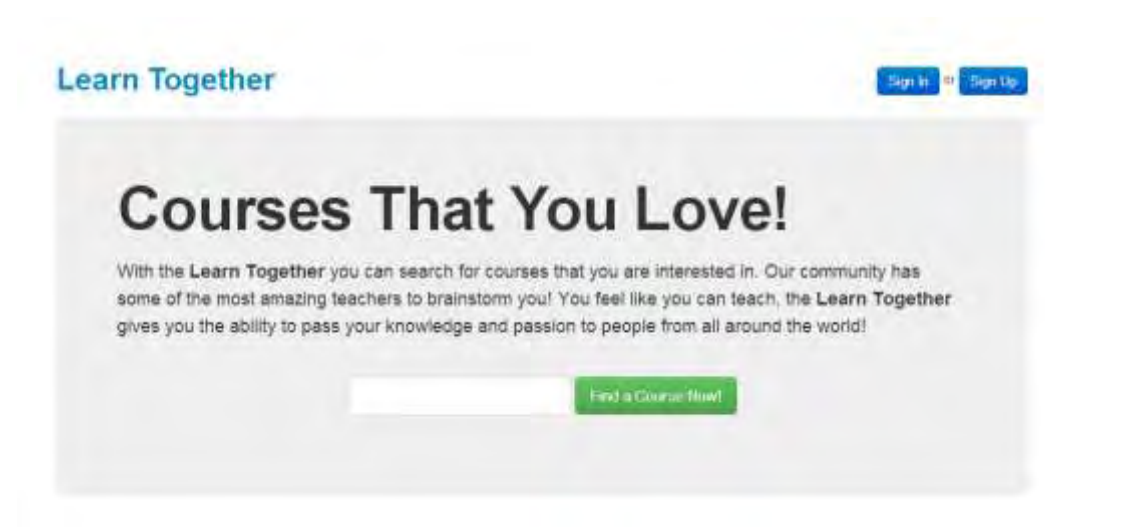 Learn Together
Sign In or Sign Up
Courses That You Love!
With the Learn Together you can search for courses that you are interested in. Our community has
some of the most amazing teachers to brainstorm you! You feel like you can teach, the Learn Together
gives you the ability to pass your knowledge and passion to people from all around the world!
Find a Course Now!